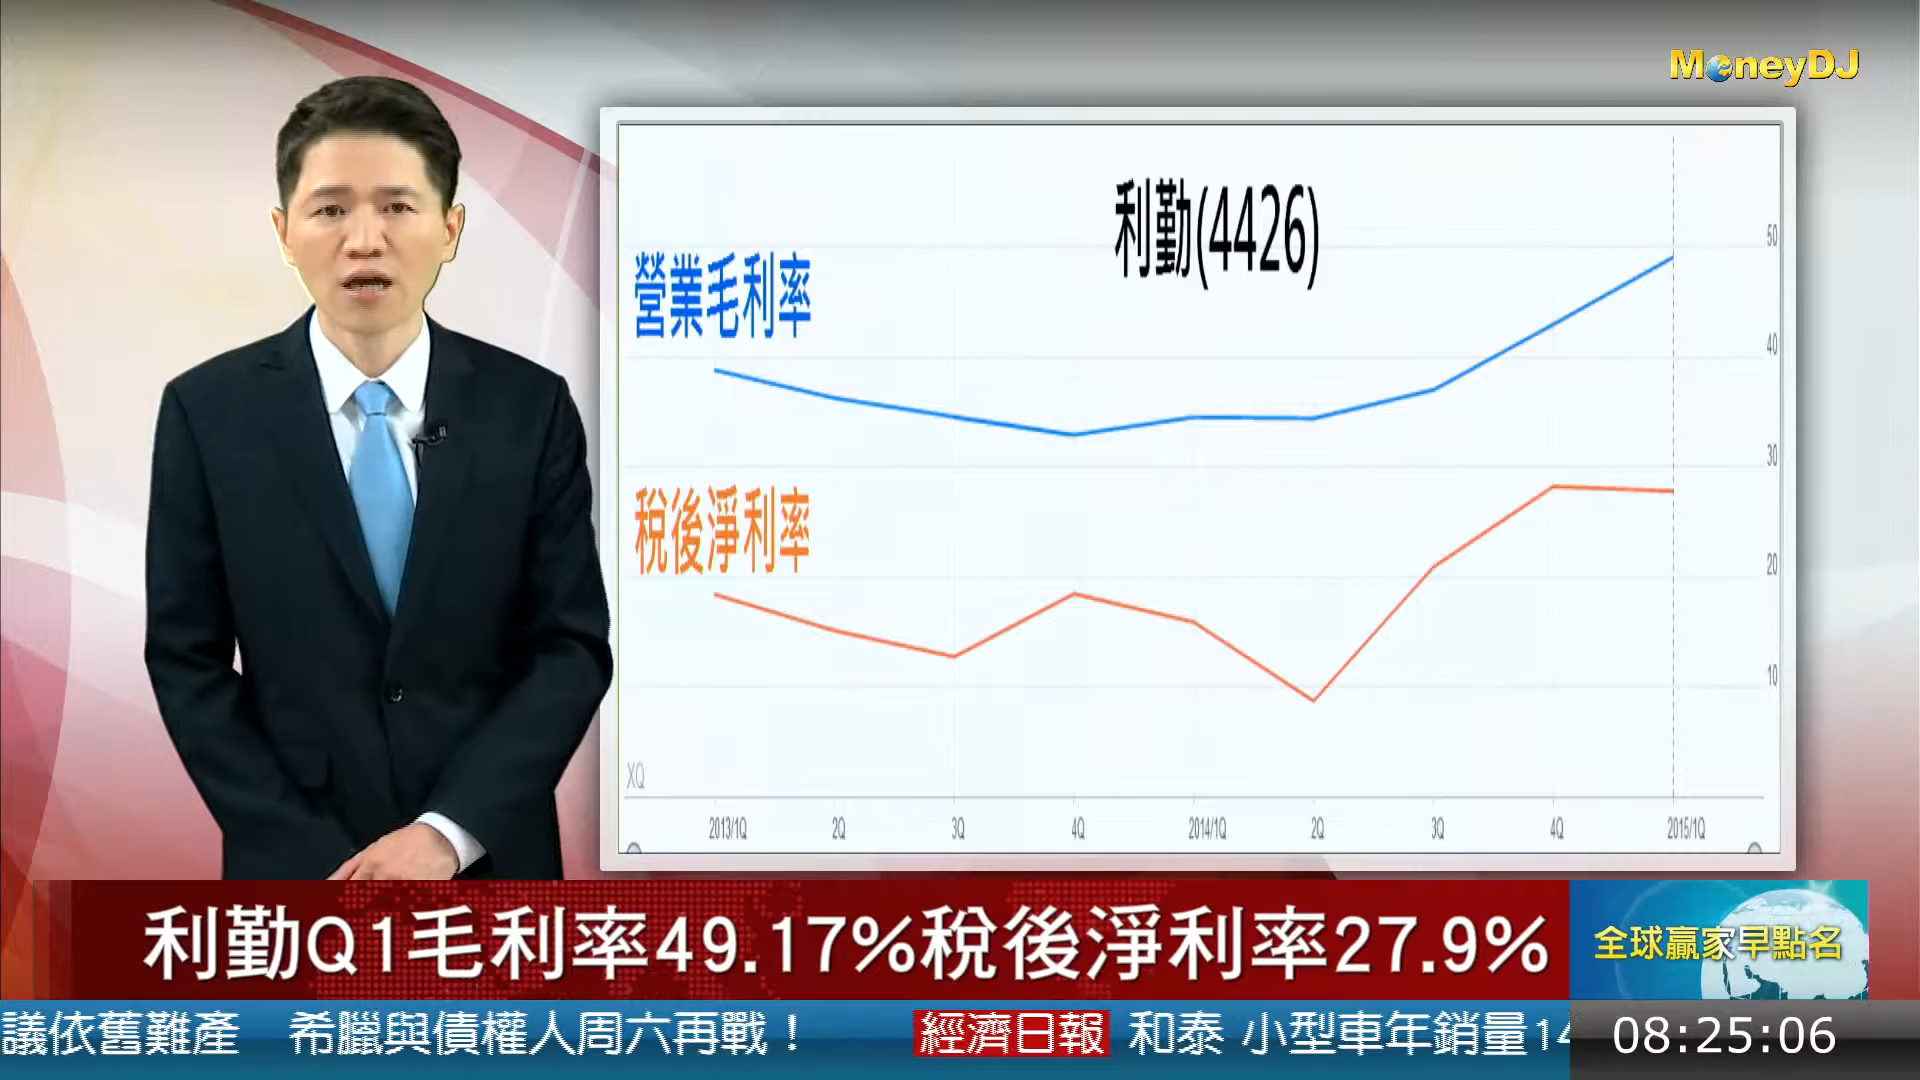 MoneyDJ
利勤(4426)
營業毛利率
稅後淨利率
50
40
30
20
10
XQ
2013/1Q 2Q 3Q 4Q 2014/1Q 2Q 3Q 4Q 2015/1Q
利勤Q1毛利率49.17%稅後淨利率27.9%
全球贏家早點名
議依舊難產 希臘與債權人周六再戰！ 經濟日報 和泰 小型車年銷量14
08:25:06